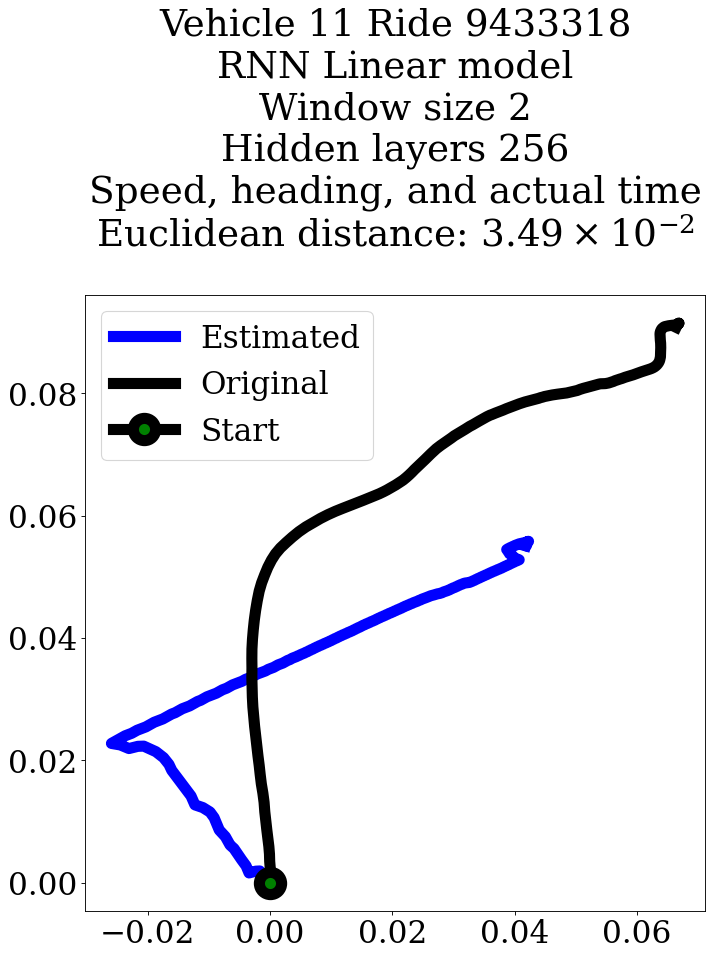 Vehicle 11 Ride 9433318
RNN Linear model
Window size 2
Hidden layers 256
Speed, heading, and actual time
Euclidean distance: 3.49 × 10⁻²
Estimated
Original
Start
0.08
0.06
0.04
0.02
0.00
−0.02 0.00 0.02 0.04 0.06